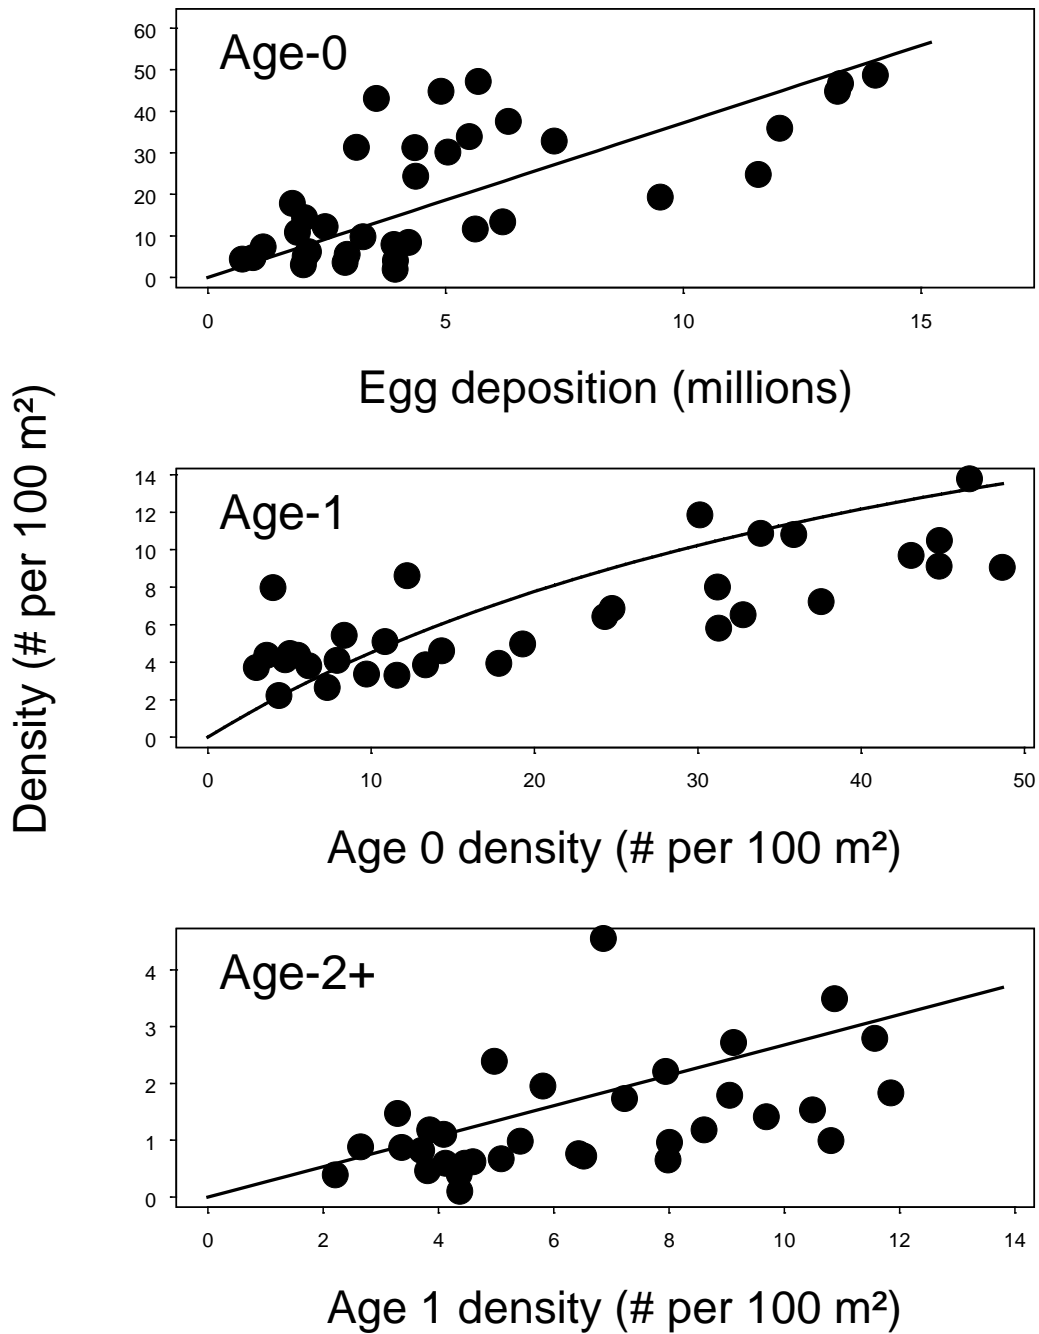 Age-0
60
50
40
30
20
10
0
0 5 10 15
Egg deposition (millions)
Density (# per 100 m²)
Age-1
14
12
10
8
6
4
2
0
0 10 20 30 40 50
Age 0 density (# per 100 m²)
Age-2+
4
3
2
1
0
0 2 4 6 8 10 12 14
Age 1 density (# per 100 m²)